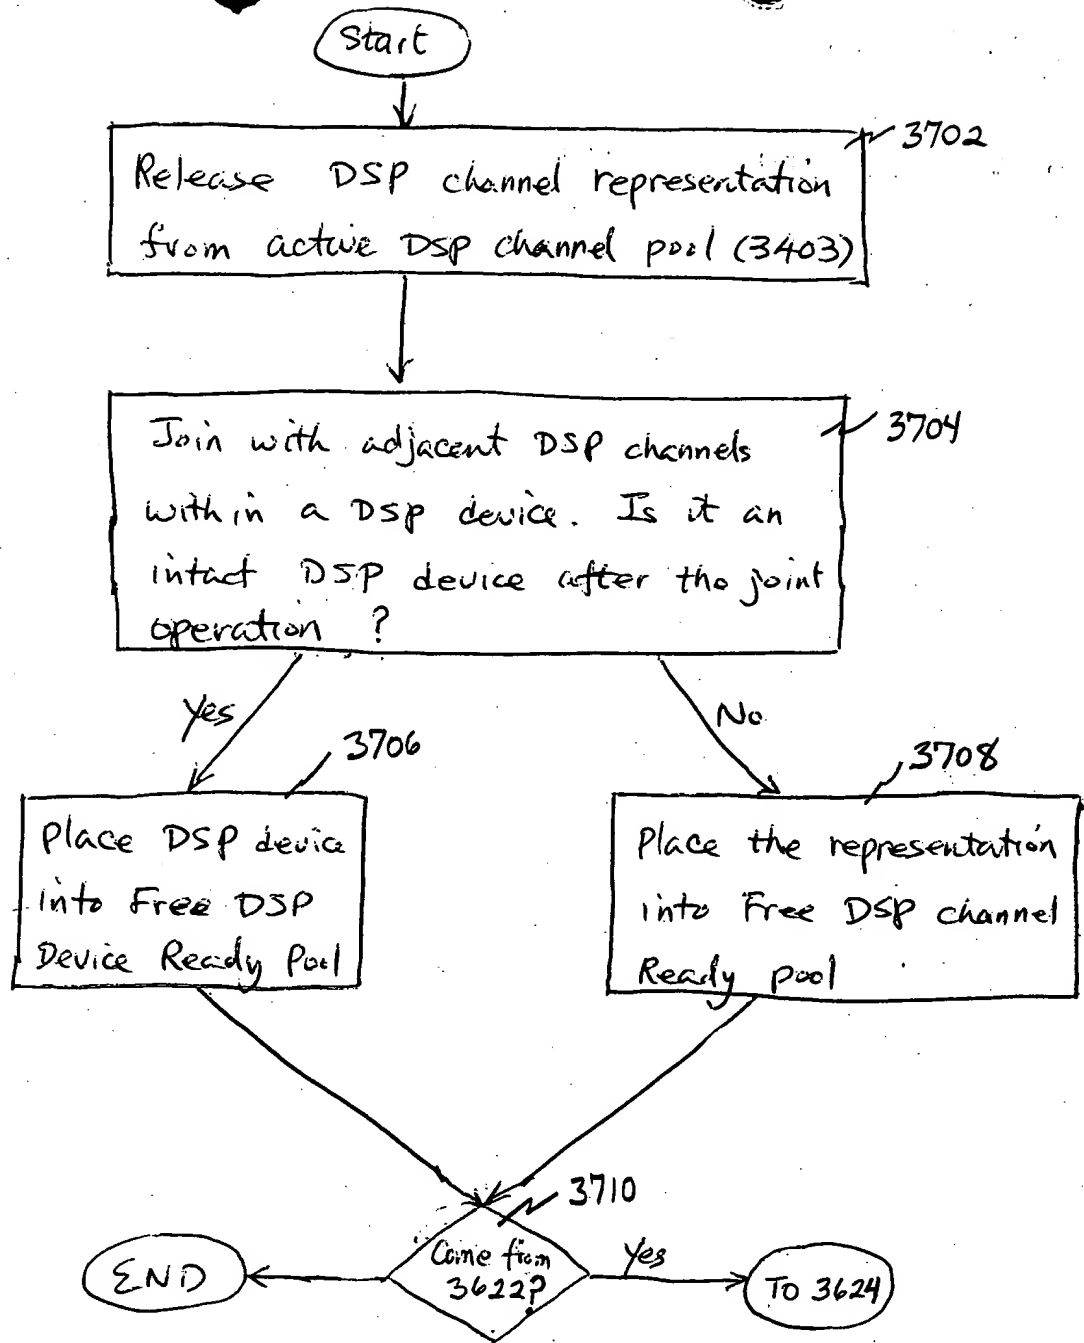 Start
3702
Release DSP channel representation
from active DSP channel pool (3403)
3704
Join with adjacent DSP channels
within a DSP device. Is it an
intact DSP device after the joint
operation ?
Yes
No
3706
3708
Place DSP device
into Free DSP
Device Ready Pool
Place the representation
into Free DSP channel
Ready pool
3710
Come from
3622?
Yes
END
TO 3624